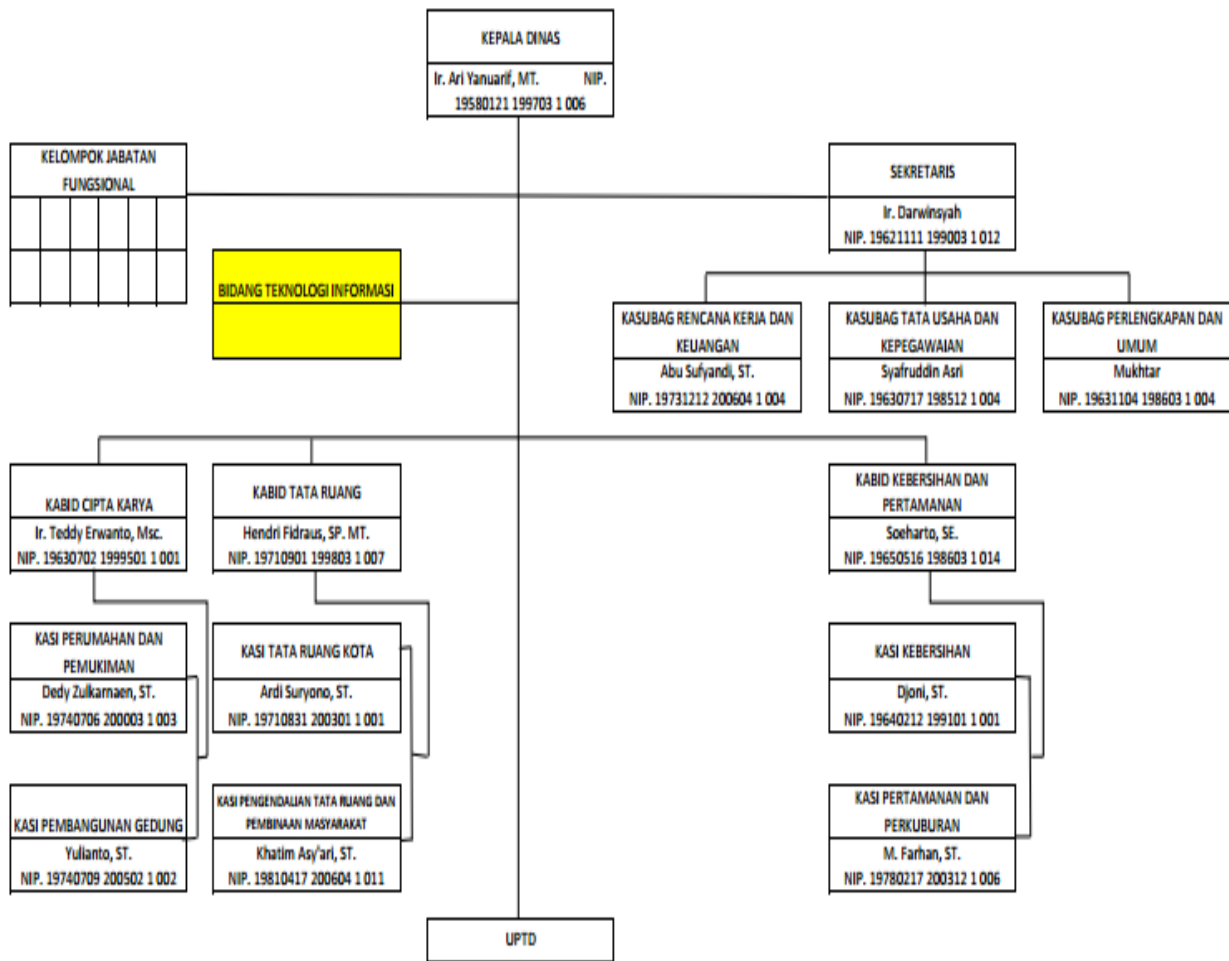 KEPALA DINAS
Ir. Ari Yanuarif, MT. NIP.
19580121 199703 1 006
KELOMPOK JABATAN
FUNGSIONAL
SEKRETARIS
Ir. Darwinsyah
NIP. 19621111 199003 1 012
BIDANG TEKNOLOGI INFORMASI
KASUBAG RENCANA KERJA DAN
KEUANGAN
Abu Sufyandi, ST.
NIP. 19731212 200604 1 004
KASUBAG TATA USAHA DAN
KEPEGAWAIAN
Syafruddin Asri
NIP. 19630717 198512 1 004
KASUBAG PERLENGKAPAN DAN
UMUM
Mukhtar
NIP. 19631104 198603 1 004
KABID CIPTA KARYA
Ir. Teddy Erwanto, Msc.
NIP. 19630702 1999501 1 001
KABID TATA RUANG
Hendri Fidraus, SP. MT.
NIP. 19710901 199803 1 007
KABID KEBERSIHAN DAN
PERTAMANAN
Soeharto, SE.
NIP. 19650516 198603 1 014
KASI PERUMAHAN DAN
PEMUKIMAN
Dedy Zulkarnaen, ST.
NIP. 19740706 200003 1 003
KASI TATA RUANG KOTA
Ardi Suryono, ST.
NIP. 19710831 200301 1 001
KASI KEBERSIHAN
Djoni, ST.
NIP. 19640212 199101 1 001
KASI PEMBANGUNAN GEDUNG
Yulianto, ST.
NIP. 19740709 200502 1 002
KASI PENGENDALIAN TATA RUANG DAN
PEMBINAAN MASYARAKAT
Khatim Asy'ari, ST.
NIP. 19810417 200604 1 011
KASI PERTAMANAN DAN
PERKUBURAN
M. Farhan, ST.
NIP. 19780217 200312 1 006
UPTD